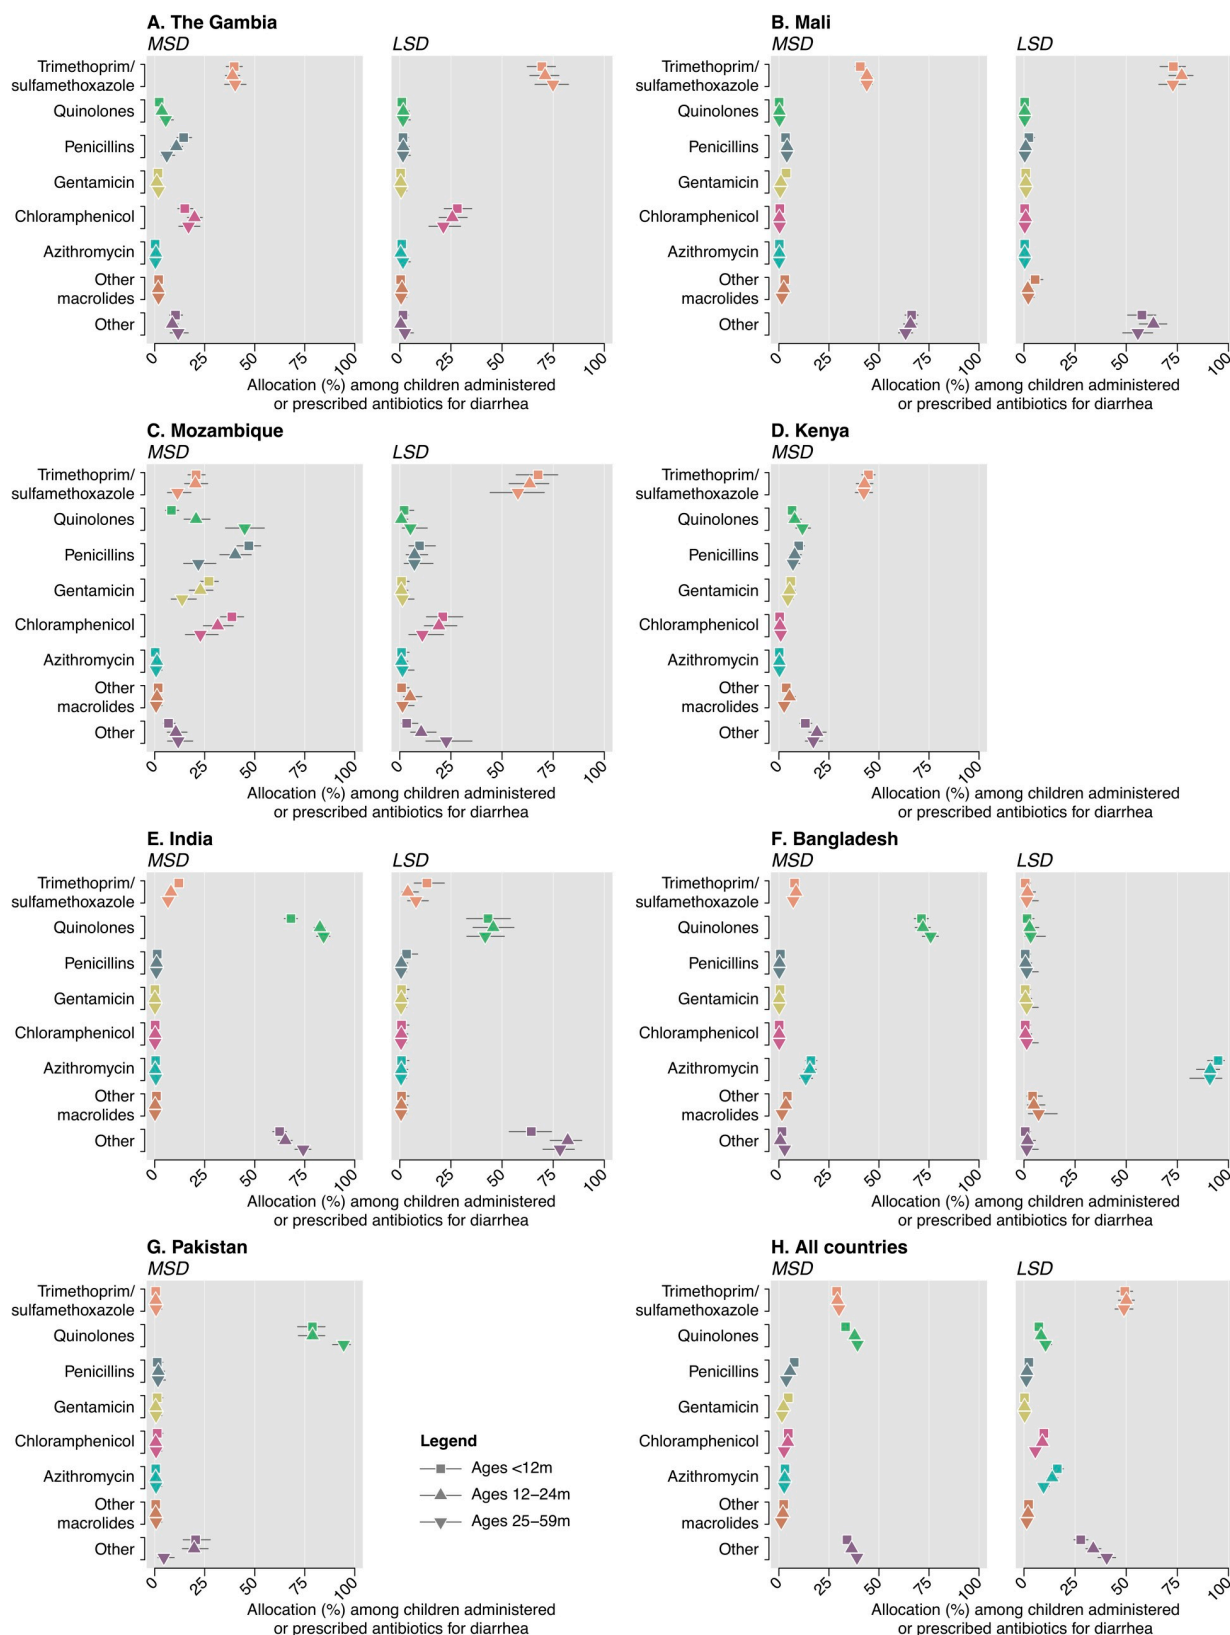 A. The Gambia
MSD
LSD
Trimethoprim/
sulfamethoxazole
Quinolones
Penicillins
Gentamicin
Chloramphenicol
Azithromycin
Other
macrolides
Other
0 25 50 75 100
0 25 50 75 100
Allocation (%) among children administered
or prescribed antibiotics for diarrhea
B. Mali
MSD
LSD
Trimethoprim/
sulfamethoxazole
Quinolones
Penicillins
Gentamicin
Chloramphenicol
Azithromycin
Other
macrolides
Other
0 25 50 75 100
0 25 50 75 100
Allocation (%) among children administered
or prescribed antibiotics for diarrhea
C. Mozambique
MSD
LSD
Trimethoprim/
sulfamethoxazole
Quinolones
Penicillins
Gentamicin
Chloramphenicol
Azithromycin
Other
macrolides
Other
0 25 50 75 100
0 25 50 75 100
Allocation (%) among children administered
or prescribed antibiotics for diarrhea
D. Kenya
MSD
Trimethoprim/
sulfamethoxazole
Quinolones
Penicillins
Gentamicin
Chloramphenicol
Azithromycin
Other
macrolides
Other
0 25 50 75 100
Allocation (%) among children administered
or prescribed antibiotics for diarrhea
E. India
MSD
LSD
Trimethoprim/
sulfamethoxazole
Quinolones
Penicillins
Gentamicin
Chloramphenicol
Azithromycin
Other
macrolides
Other
0 25 50 75 100
0 25 50 75 100
Allocation (%) among children administered
or prescribed antibiotics for diarrhea
F. Bangladesh
MSD
LSD
Trimethoprim/
sulfamethoxazole
Quinolones
Penicillins
Gentamicin
Chloramphenicol
Azithromycin
Other
macrolides
Other
0 25 50 75 100
0 25 50 75 100
Allocation (%) among children administered
or prescribed antibiotics for diarrhea
G. Pakistan
MSD
Trimethoprim/
sulfamethoxazole
Quinolones
Penicillins
Gentamicin
Chloramphenicol
Azithromycin
Other
macrolides
Other
0 25 50 75 100
Allocation (%) among children administered
or prescribed antibiotics for diarrhea
Legend
Ages <12m
Ages 12–24m
Ages 25–59m
H. All countries
MSD
LSD
Trimethoprim/
sulfamethoxazole
Quinolones
Penicillins
Gentamicin
Chloramphenicol
Azithromycin
Other
macrolides
Other
0 25 50 75 100
0 25 50 75 100
Allocation (%) among children administered
or prescribed antibiotics for diarrhea